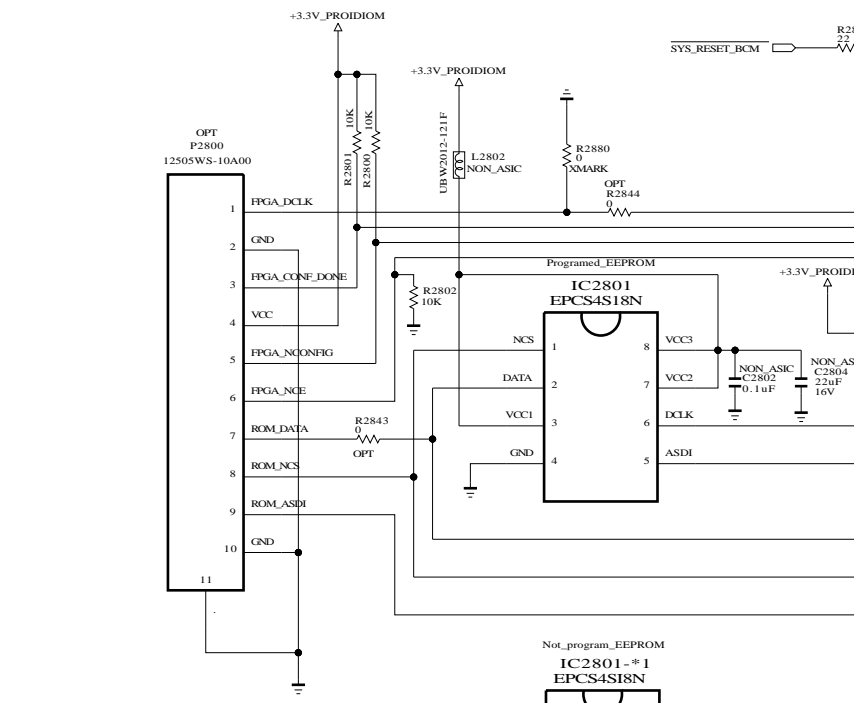 +3.3V_PROIDIOM
SYS_RESET_BCM
22
+3.3V_PROIDIOM
OPT
P2800
12505WS-10A00
10K
10K
R2801
R2800
UBW2012-121F
L2802
NON_ASIC
R2880
0
XMARK
OPT
R2844
0
1
FPGA_DCLK
2
GND
3
FPGA_CONF_DONE
4
VCC
5
FPGA_NCONFIG
6
FPGA_NCE
7
ROM_DATA
8
ROM_NCS
9
ROM_ASDI
10
GND
11
R2802
10K
R2843
0
OPT
Programed_EEPROM
IC2801
EPCS4S18N
NCS
1
8
VCC3
DATA
2
7
VCC2
VCC1
3
6
DCLK
GND
4
5
ASDI
NON_ASIC
C2802
0.1uF
C2804
22uF
16V
Not_program_EEPROM
IC2801-*1
EPCS4SI8N